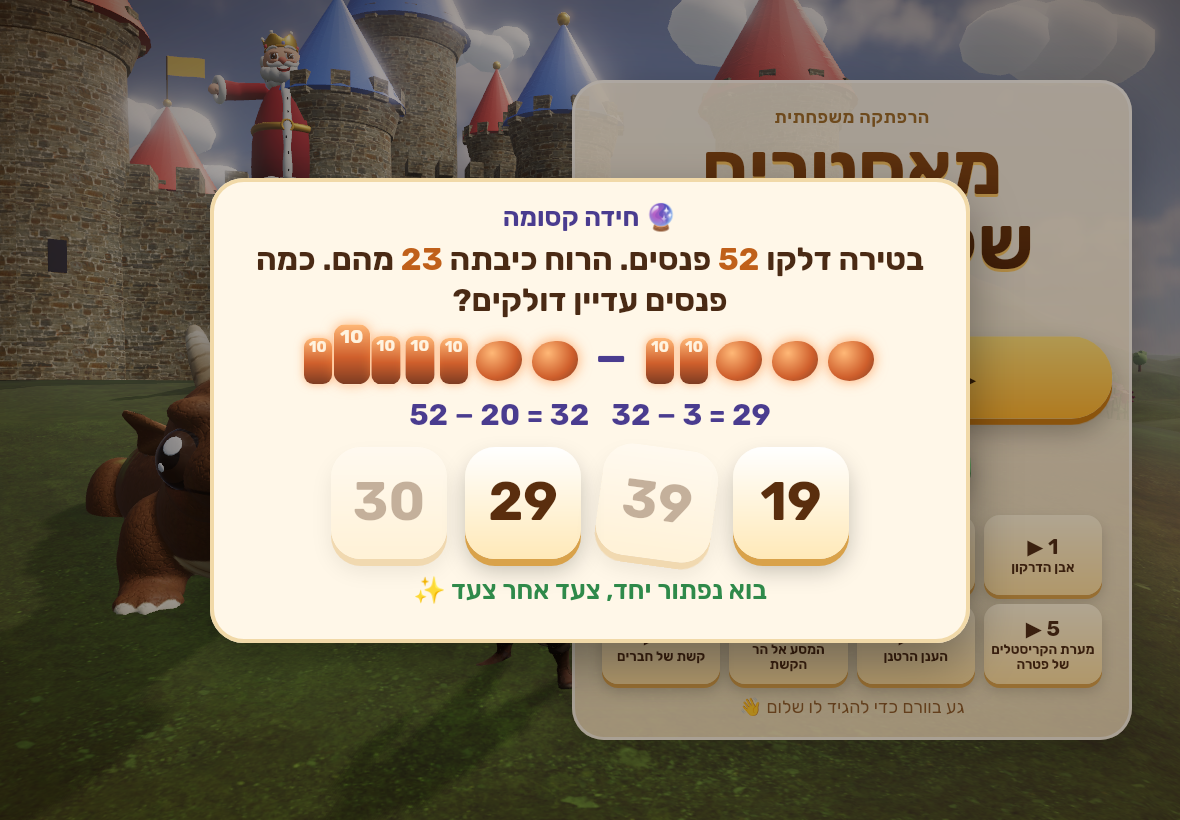 הרפתקה משפחתית
🔮 חידה קסומה
בטירה דלקו 52 פנסים. הרוח כיבתה 23 מהם. כמה
פנסים עדיין דולקים?
10 10 10 10 10 − 10 10
52 − 20 = 32 32 − 3 = 29
30 29 39 19
בוא נפתור יחד, צעד אחר צעד ✨
1 ▶
אבן הדרקון
5 ▶
מערת הקריסטלים
של פטרה
הענן הרטנן
המסע אל הר
הקשת
קשת של חברים
גע בוורם כדי להגיד לו שלום 👋